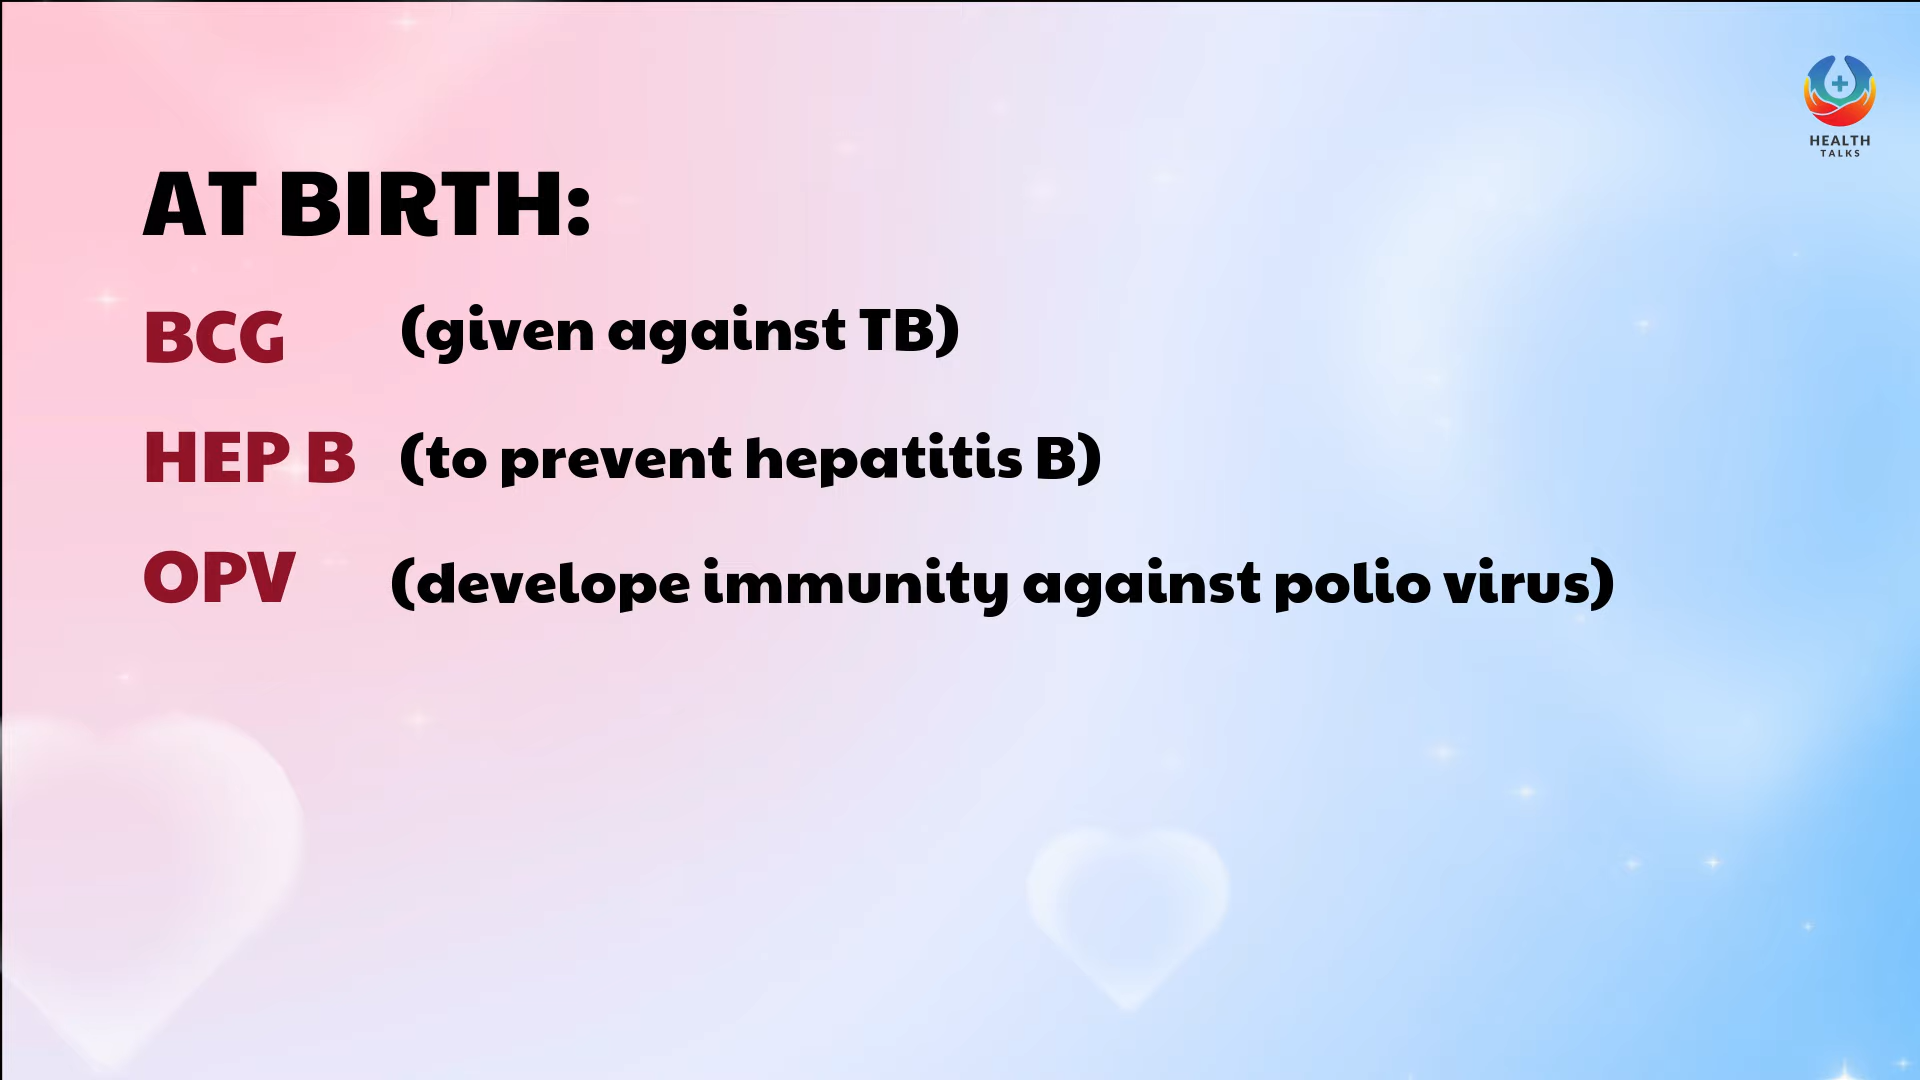 HEALTH
TALKS
AT BIRTH:
BCG (given against TB)
HEP B (to prevent hepatitis B)
OPV (develope immunity against polio virus)